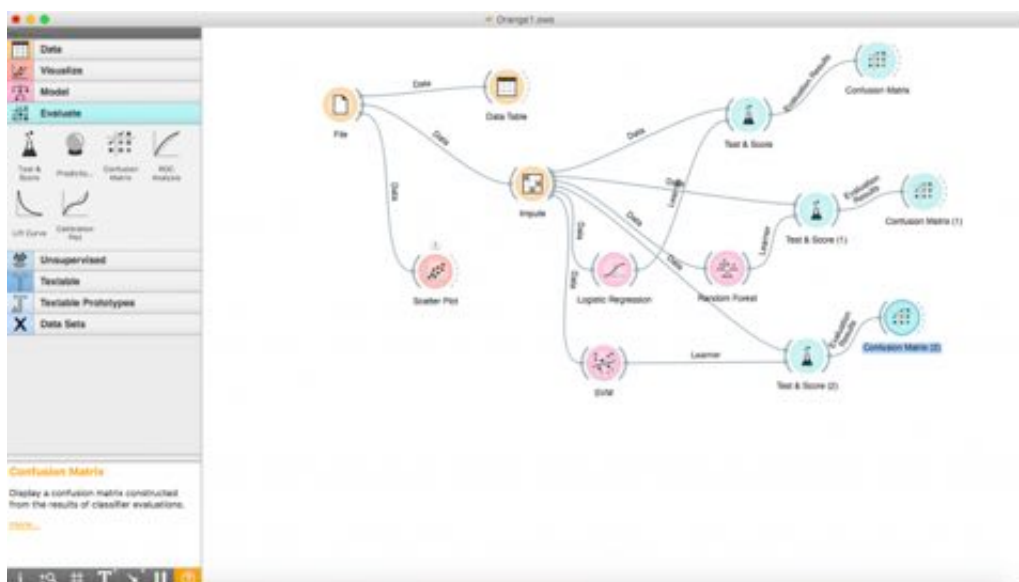 Orange1.ows
Data
Visualize
Model
Evaluate
Test &
Score
Predictio...
Confusion
Matrix
ROC
Analysis
Lift Curve
Calibration
Plot
Unsupervised
Textable
Textable Prototypes
Data Sets
Confusion Matrix
Display a confusion matrix constructed
from the results of classifier evaluations.
more...
File
Data
Data Table
Data
Data
Scatter Plot
Impute
Data
Data
Data
Data
Data
Learner
Logistic Regression
Random Forest
Learner
SVM
Learner
Test & Score
Evaluation Results
Confusion Matrix
Test & Score (1)
Evaluation
Results
Confusion Matrix (1)
Test & Score (2)
Evaluation
Results
Confusion Matrix (2)